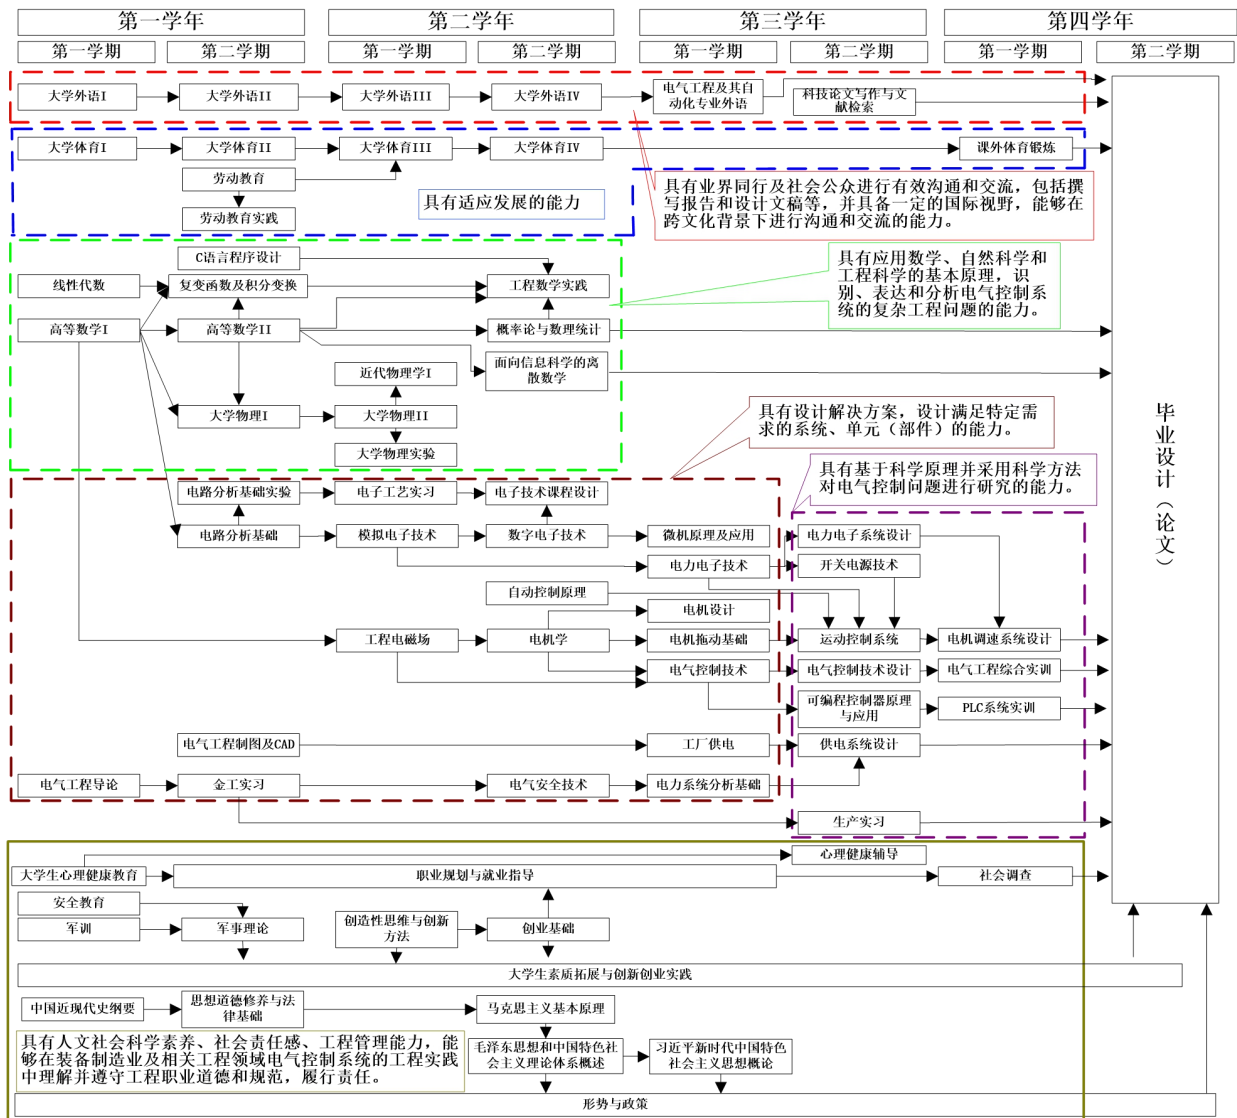 第一学年
第二学年
第三学年
第四学年
第一学期
第二学期
第一学期
第二学期
第一学期
第二学期
第一学期
第二学期
大学外语I
大学外语II
大学外语III
大学外语IV
电气工程及其自
动化专业外语
科技论文写作与文
献检索
大学体育I
大学体育II
大学体育III
大学体育IV
课外体育锻炼
劳动教育
劳动教育实践
具有适应发展的能力
具有业界同行及社会公众进行有效沟通和交流，包括撰
写报告和设计文稿等，并具备一定的国际视野，能够在
跨文化背景下进行沟通和交流的能力。
C语言程序设计
线性代数
复变函数及积分变换
工程数学实践
具有应用数学、自然科学和
工程科学的基本原理，识
别、表达和分析电气控制系
统的复杂工程问题的能力。
高等数学I
高等数学II
概率论与数理统计
近代物理学I
面向信息科学的离
散数学
大学物理I
大学物理II
大学物理实验
具有设计解决方案，设计满足特定需
求的系统、单元（部件）的能力。
具有基于科学原理并采用科学方法
对电气控制问题进行研究的能力。
毕业设计（论文）
电路分析基础实验
电子工艺实习
电子技术课程设计
电路分析基础
模拟电子技术
数字电子技术
微机原理及应用
电力电子系统设计
电力电子技术
开关电源技术
自动控制原理
电机设计
工程电磁场
电机学
电机拖动基础
运动控制系统
电机调速系统设计
电气控制技术
电气控制技术设计
电气工程综合实训
可编程控制器原理
与应用
PLC系统实训
电气工程制图及CAD
工厂供电
供电系统设计
电气工程导论
金工实习
电气安全技术
电力系统分析基础
生产实习
心理健康辅导
大学生心理健康教育
职业规划与就业指导
社会调查
安全教育
军训
军事理论
创造性思维与创新
方法
创业基础
大学生素质拓展与创新创业实践
中国近现代史纲要
思想道德修养与法
律基础
马克思主义基本原理
具有人文社会科学素养、社会责任感、工程管理能力，能
够在装备制造业及相关工程领域电气控制系统的工程实践
中理解并遵守工程职业道德和规范，履行责任。
毛泽东思想和中国特色社
会主义理论体系概述
习近平新时代中国特色
社会主义思想概论
形势与政策